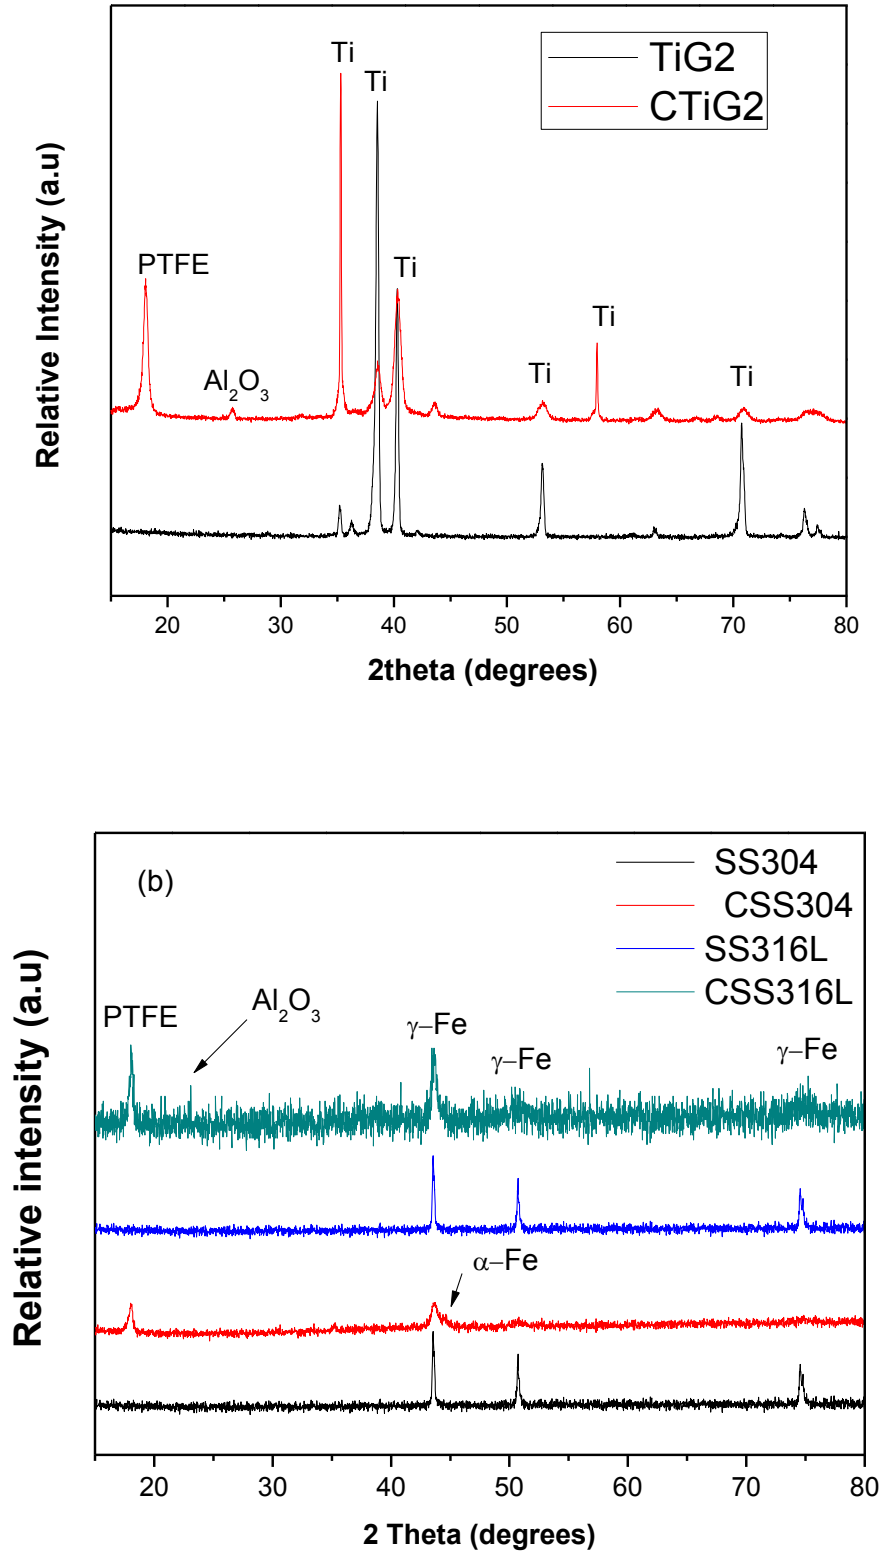 Ti
TiG2
Ti
CTiG2
PTFE
Ti
Al₂O₃
Ti
Ti
Ti
Relative Intensity (a.u)
20 30 40 50 60 70 80
2theta (degrees)
(b)
SS304
CSS304
SS316L
CSS316L
PTFE
Al₂O₃
γ–Fe
γ–Fe
γ–Fe
α–Fe
Relative intensity (a.u)
20 30 40 50 60 70 80
2 Theta (degrees)